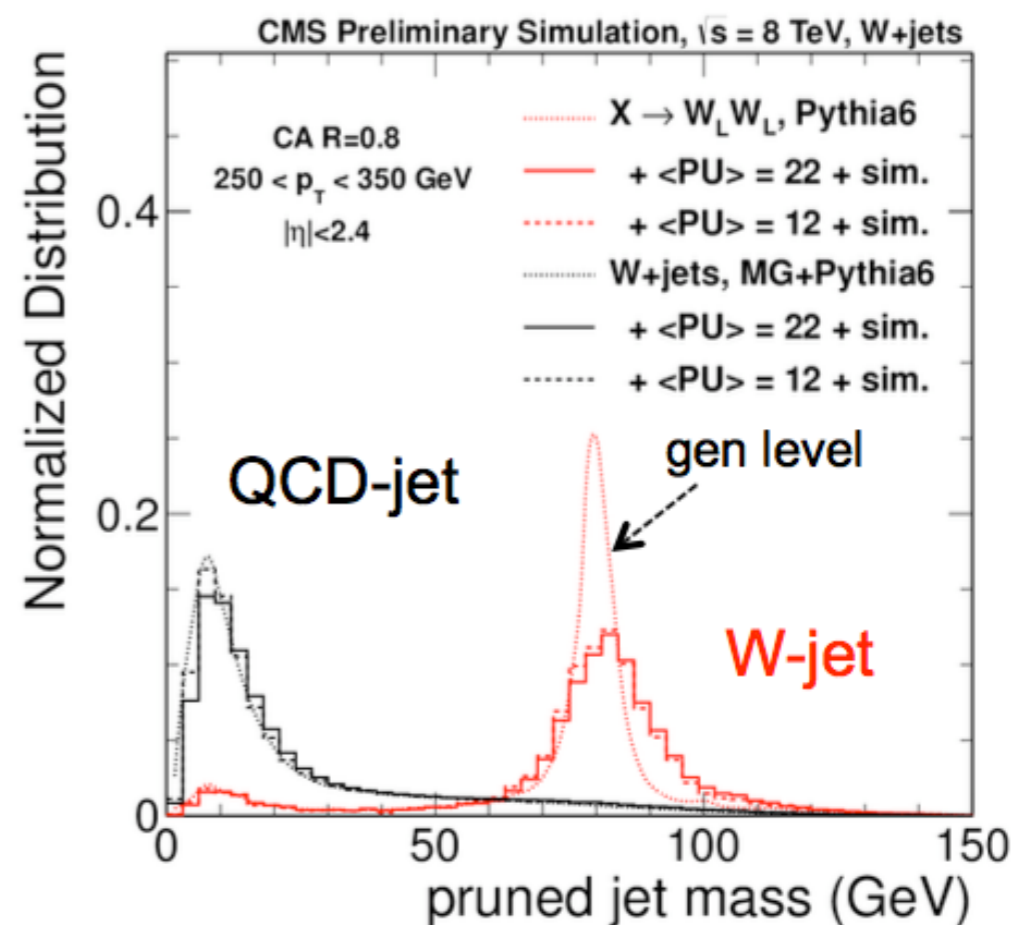 CMS Preliminary Simulation, √s = 8 TeV, W+jets
Normalized Distribution
CA R=0.8
250 < p_T < 350 GeV
|η|<2.4
X → W_L W_L, Pythia6
+ <PU> = 22 + sim.
+ <PU> = 12 + sim.
W+jets, MG+Pythia6
+ <PU> = 22 + sim.
+ <PU> = 12 + sim.
0.4
0.2
0
QCD-jet
gen level
W-jet
0 50 100 150
pruned jet mass (GeV)